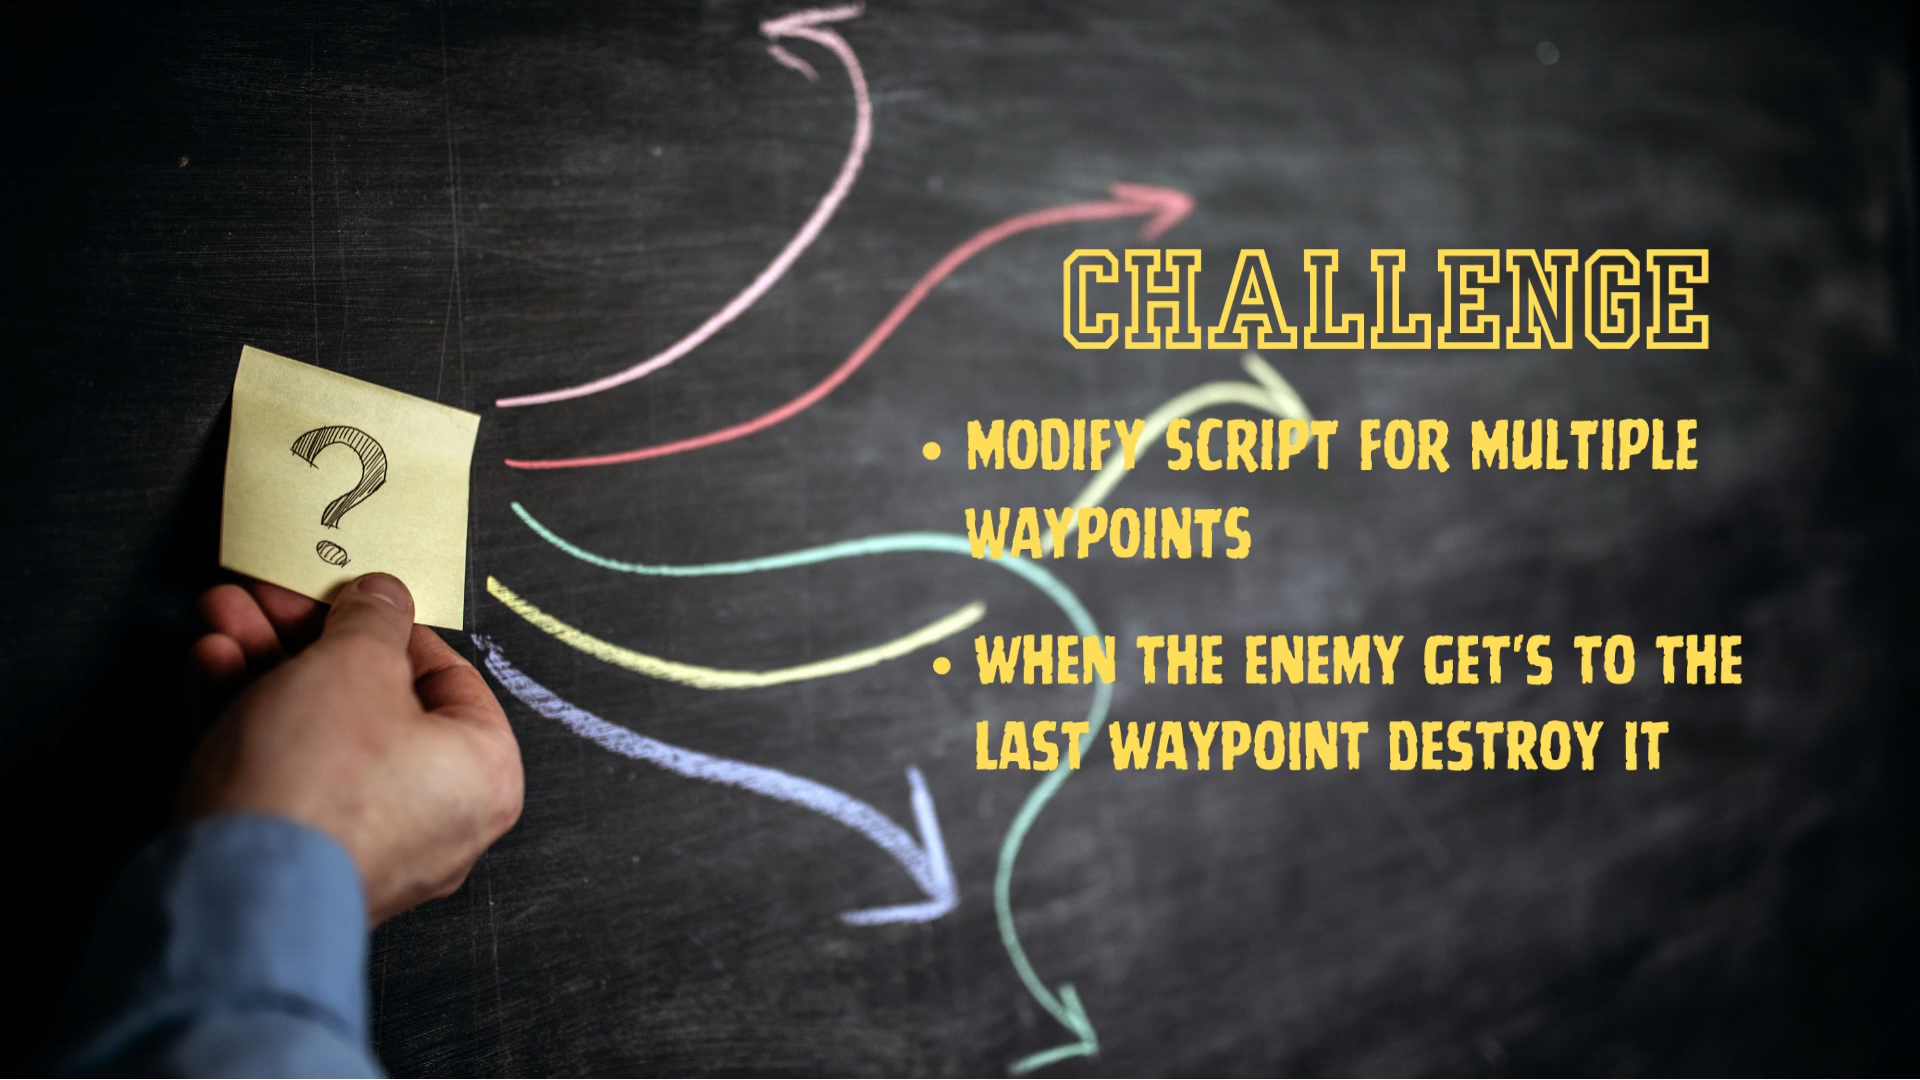 ?
CHALLENGE
• MODIFY SCRIPT FOR MULTIPLE
WAYPOINTS
• WHEN THE ENEMY GET'S TO THE
LAST WAYPOINT DESTROY IT